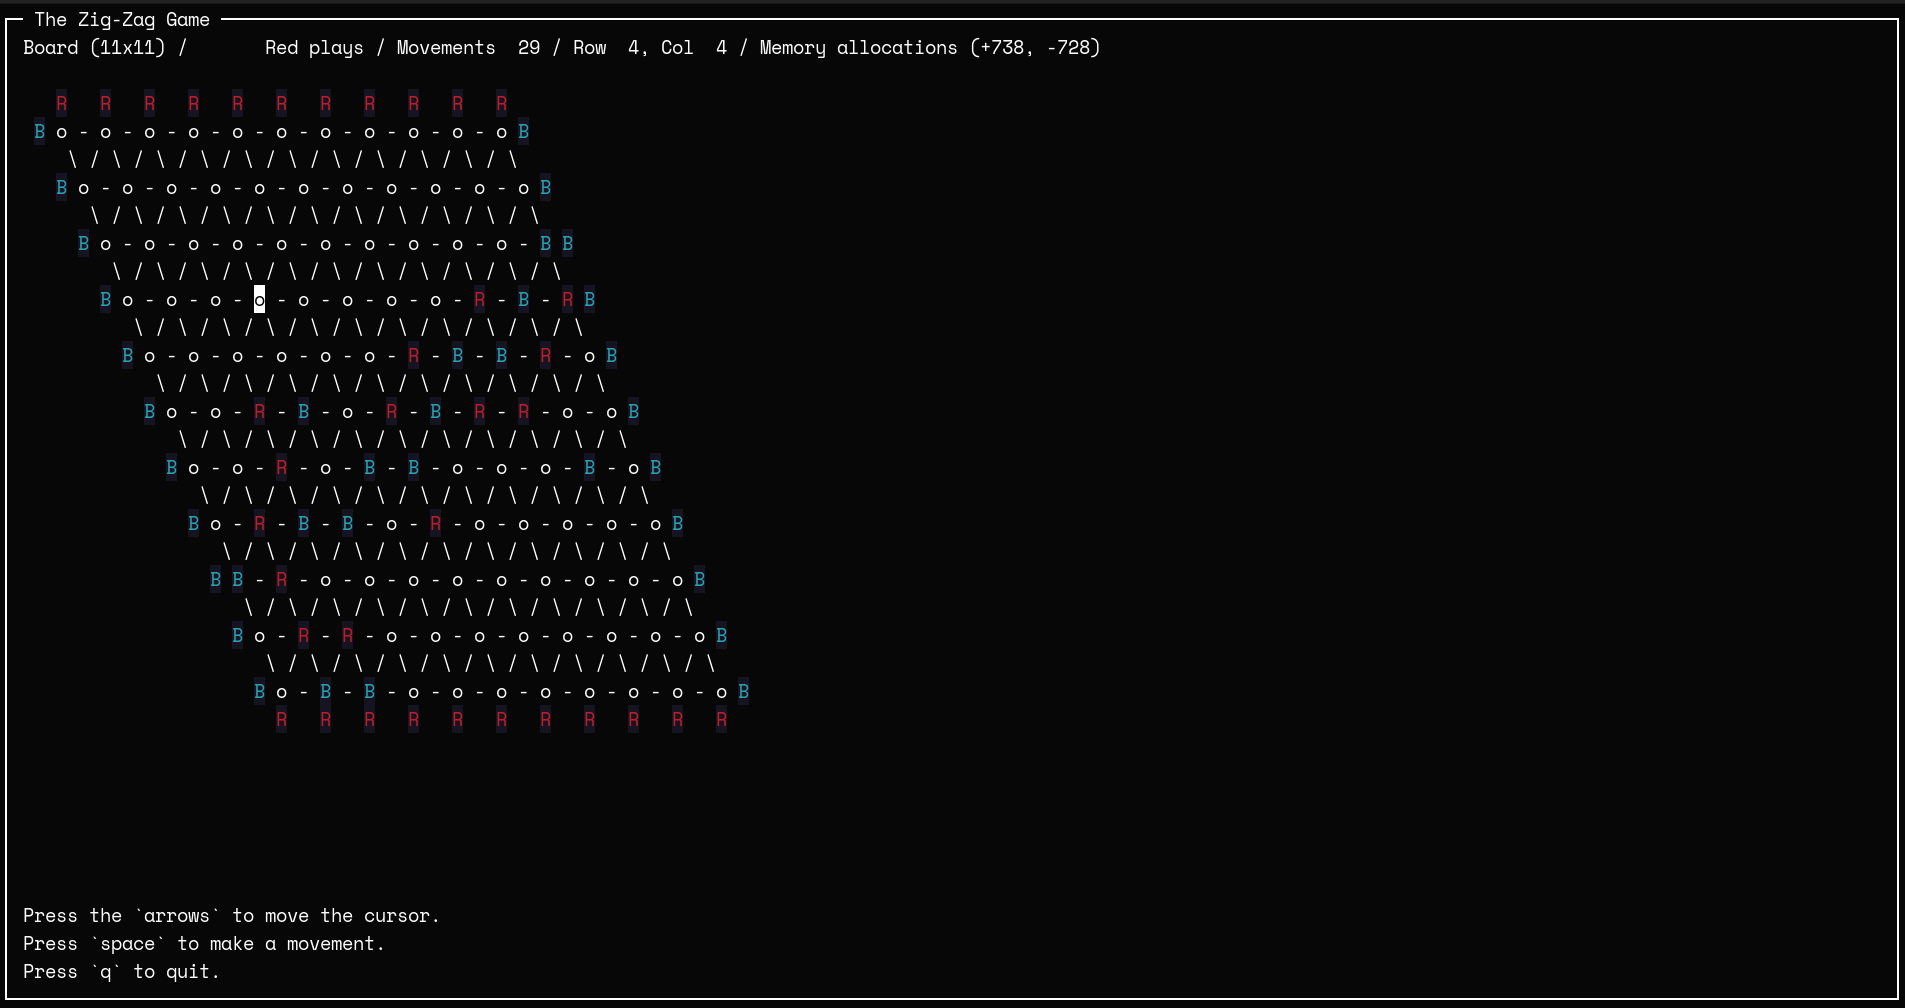 The Zig-Zag Game
Board (11x11) /       Red plays / Movements  29 / Row  4, Col  4 / Memory allocations (+738, -728)
   R   R   R   R   R   R   R   R   R   R   R
 B o - o - o - o - o - o - o - o - o - o - o B
    \ / \ / \ / \ / \ / \ / \ / \ / \ / \ / \
   B o - o - o - o - o - o - o - o - o - o - o B
      \ / \ / \ / \ / \ / \ / \ / \ / \ / \ / \
     B o - o - o - o - o - o - o - o - o - o - B B
        \ / \ / \ / \ / \ / \ / \ / \ / \ / \ / \
       B o - o - o - o - o - o - o - o - R - B - R B
          \ / \ / \ / \ / \ / \ / \ / \ / \ / \ / \
         B o - o - o - o - o - o - R - B - B - R - o B
            \ / \ / \ / \ / \ / \ / \ / \ / \ / \ / \
           B o - o - R - B - o - R - B - R - R - o - o B
              \ / \ / \ / \ / \ / \ / \ / \ / \ / \ / \
             B o - o - R - o - B - B - o - o - o - B - o B
                \ / \ / \ / \ / \ / \ / \ / \ / \ / \ / \
               B o - R - B - B - o - R - o - o - o - o - o B
                  \ / \ / \ / \ / \ / \ / \ / \ / \ / \ / \
                 B B - R - o - o - o - o - o - o - o - o - o B
                    \ / \ / \ / \ / \ / \ / \ / \ / \ / \ / \
                   B o - R - R - o - o - o - o - o - o - o - o B
                      \ / \ / \ / \ / \ / \ / \ / \ / \ / \ / \
                     B o - B - B - o - o - o - o - o - o - o - o B
                       R   R   R   R   R   R   R   R   R   R   R
Press the `arrows` to move the cursor.
Press `space` to make a movement.
Press `q` to quit.